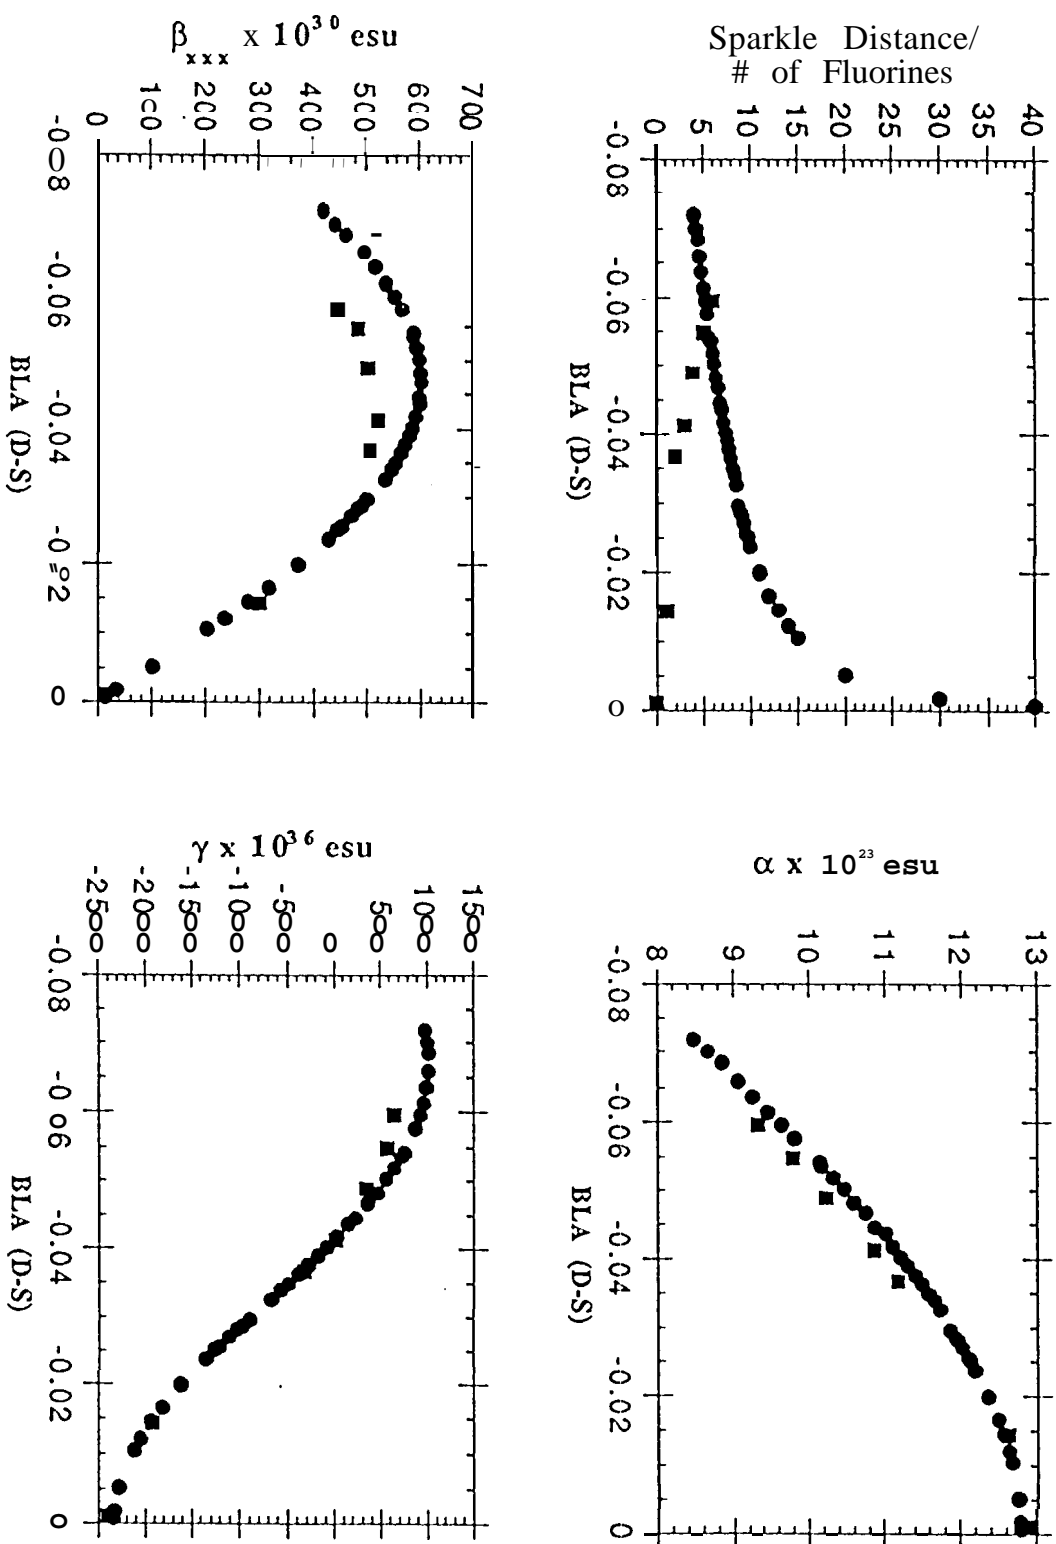 Sparkle Distance/
# of Fluorines
0 5 10 15 20 25 30 35 40
-0.08 -0.06 -0.04 -0.02 0
BLA (D-S)
α x 10²³ esu
8 9 10 11 12 13
-0.08 -0.06 -0.04 -0.02 0
BLA (D-S)
βxxx x 10³⁰ esu
0 100 200 300 400 500 600 700
-0.08 -0.06 -0.04 -0.02 0
BLA (D-S)
γ x 10³⁶ esu
-2500 -2000 -1500 -1000 -500 0 500 1000 1500
-0.08 -0.06 -0.04 -0.02 0
BLA (D-S)